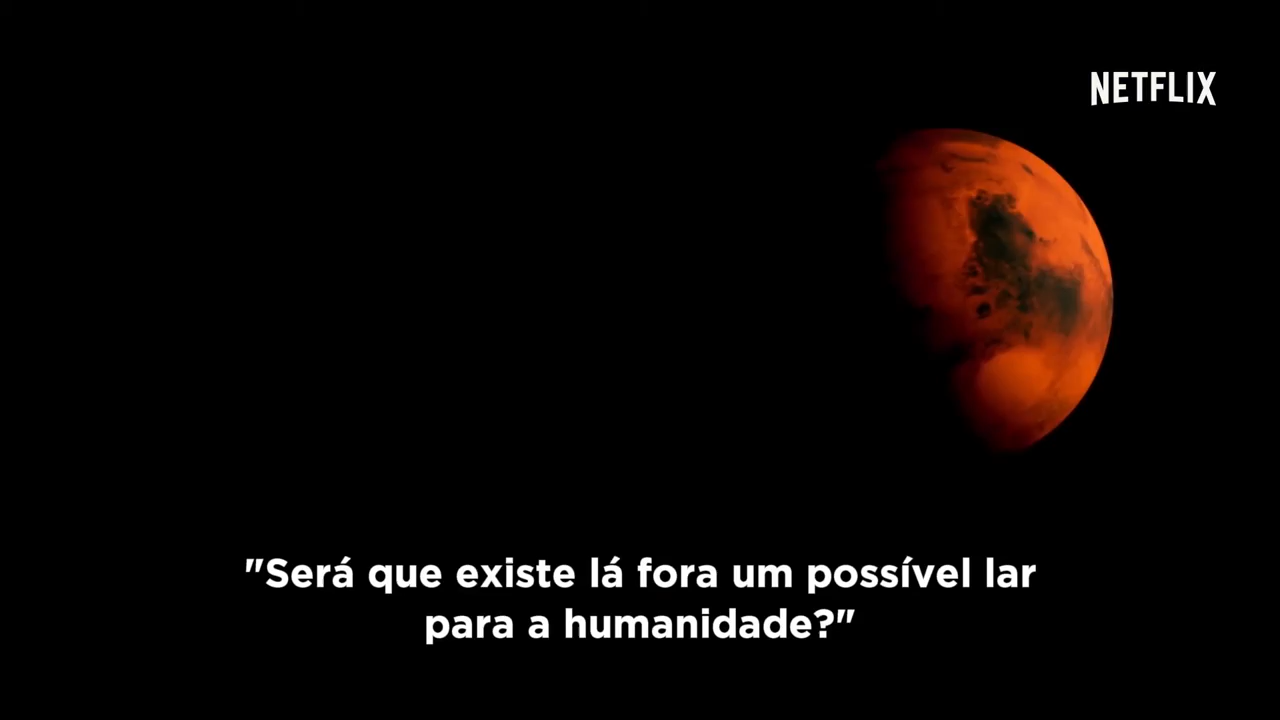 NETFLIX
"Será que existe lá fora um possível lar
para a humanidade?"